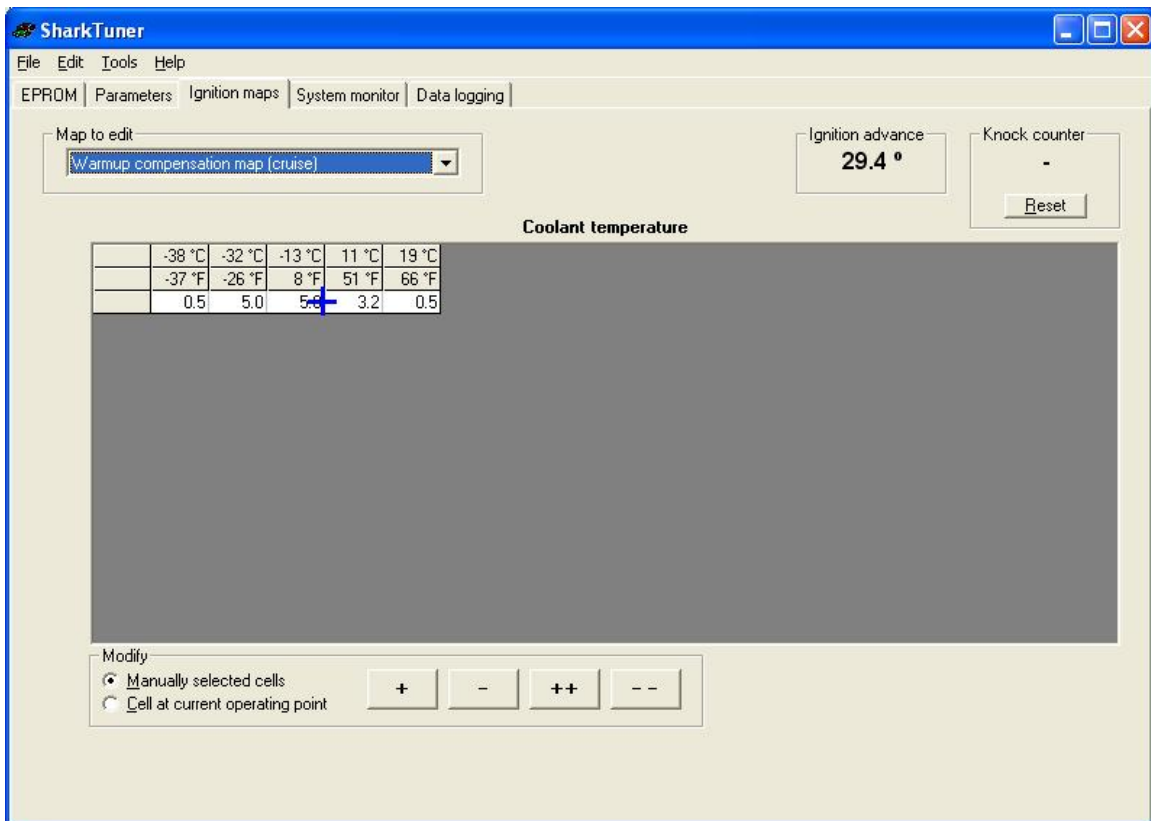 SharkTuner
File Edit Tools Help
EPROM Parameters Ignition maps System monitor Data logging
Map to edit
Warmup compensation map (cruise)
Ignition advance
29.4 º
Knock counter
-
Reset
Coolant temperature
-38 °C -32 °C -13 °C 11 °C 19 °C
-37 °F -26 °F 8 °F 51 °F 66 °F
0.5 5.0 3.2 0.5
Modify
Manually selected cells
Cell at current operating point
+ - ++ --